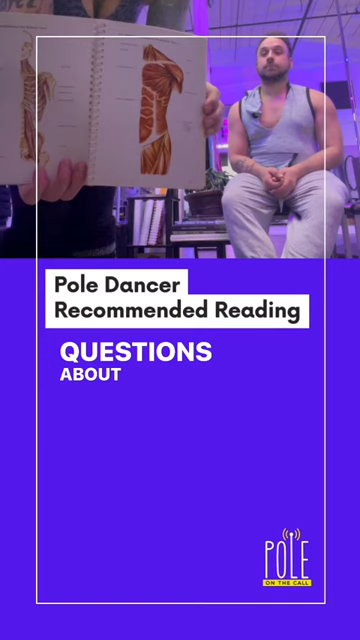 Pole Dancer
Recommended Reading
QUESTIONS
ABOUT
POLE
ON THE CALL